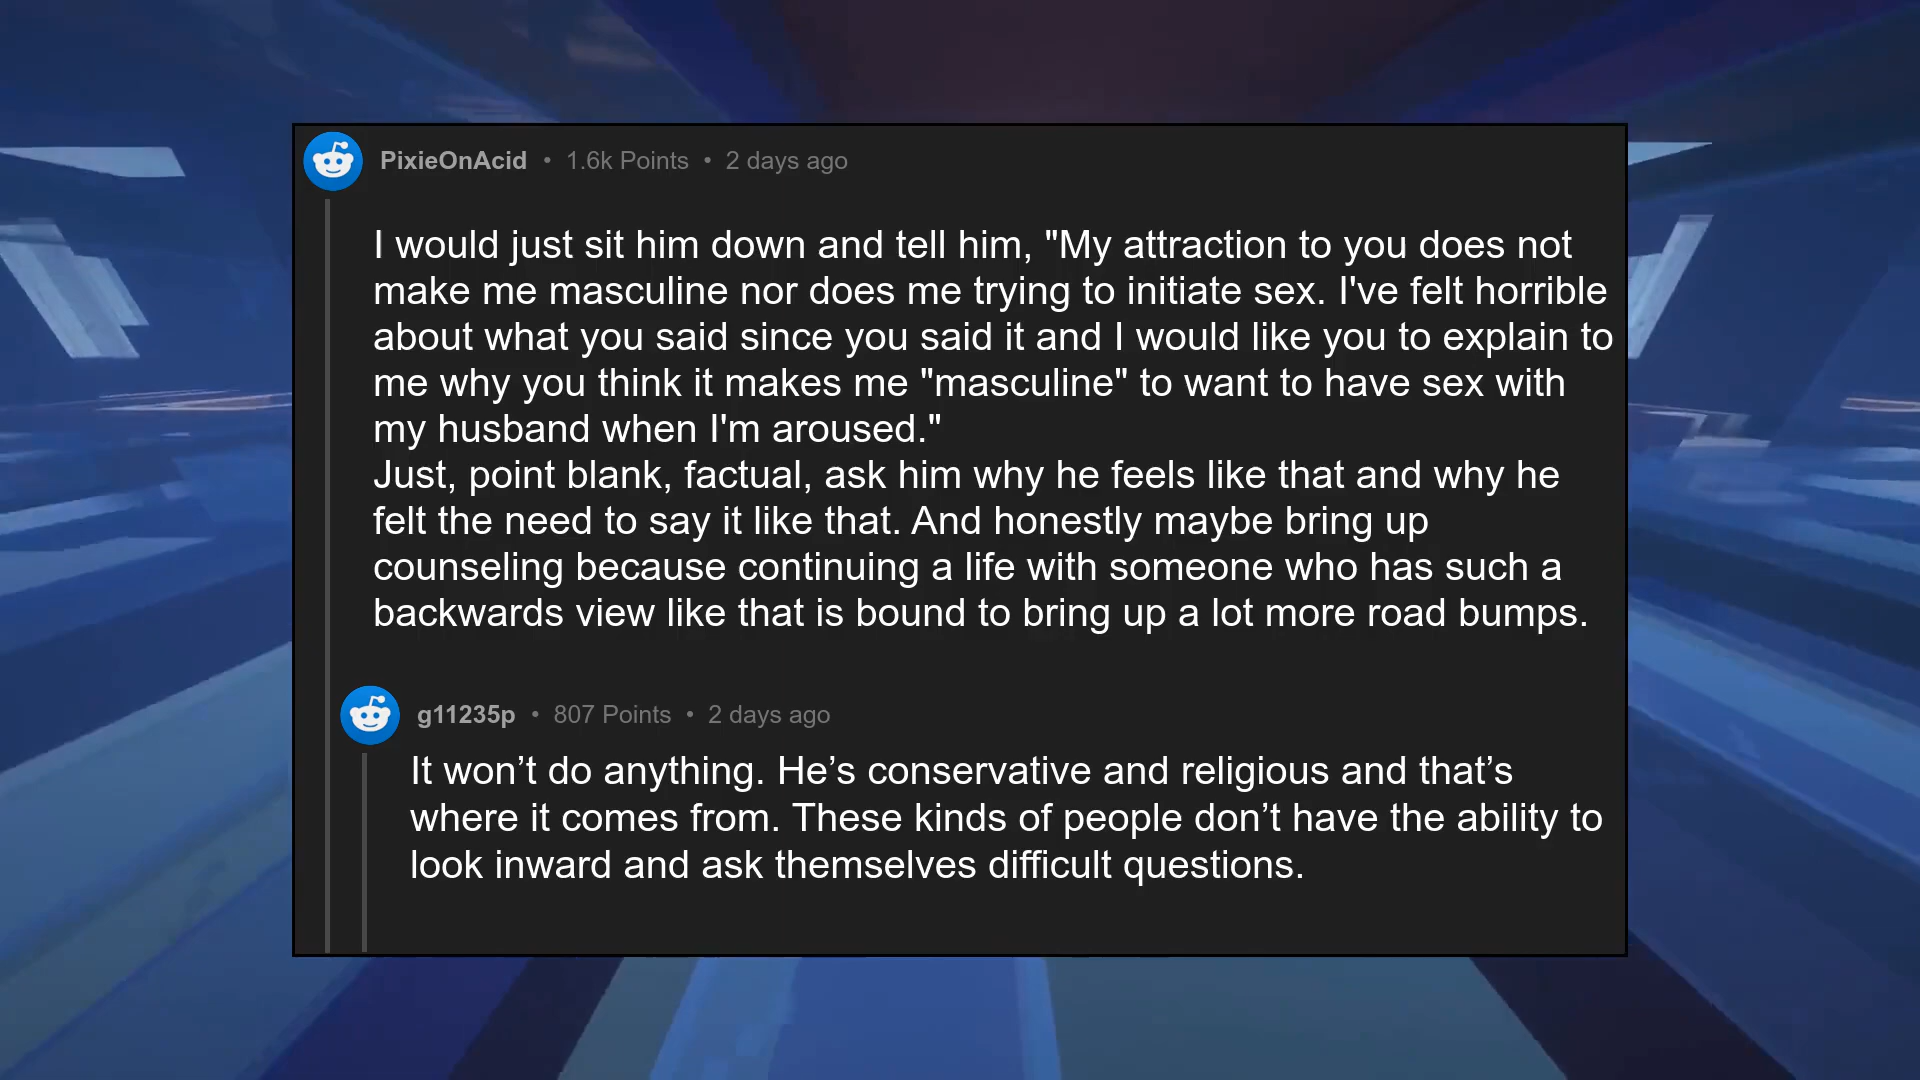 PixieOnAcid • 1.6k Points • 2 days ago
I would just sit him down and tell him, "My attraction to you does not
make me masculine nor does me trying to initiate sex. I've felt horrible
about what you said since you said it and I would like you to explain to
me why you think it makes me "masculine" to want to have sex with
my husband when I'm aroused."
Just, point blank, factual, ask him why he feels like that and why he
felt the need to say it like that. And honestly maybe bring up
counseling because continuing a life with someone who has such a
backwards view like that is bound to bring up a lot more road bumps.
g11235p • 807 Points • 2 days ago
It won’t do anything. He’s conservative and religious and that’s
where it comes from. These kinds of people don’t have the ability to
look inward and ask themselves difficult questions.